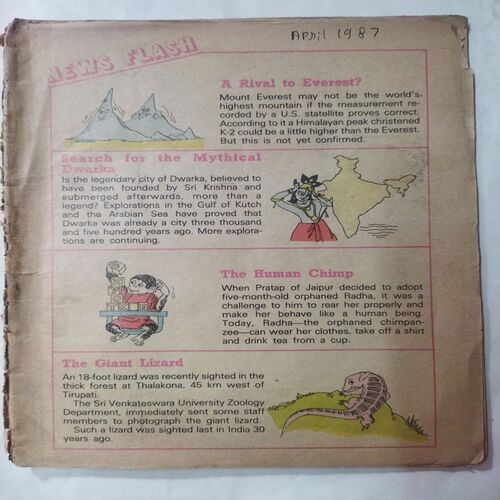 April 1987
NEWS FLASH
A Rival to Everest?
Mount Everest may not be the world's
highest mountain if the measurement re-
corded by a U.S. statellite proves correct.
According to it a Himalayan peak christened
K-2 could be a little higher than the Everest.
But this is not yet confirmed.
Search for the Mythical
Dwarka
Is the legendary city of Dwarka, believed to
have been founded by Sri Krishna and
submerged afterwards, more than a
legend? Explorations in the Gulf of Kutch
and the Arabian Sea have proved that
Dwarka was already a city three thousand
and five hundred years ago. More explora-
tions are continuing.
The Human Chimp
When Pratap of Jaipur decided to adopt
five-month-old orphaned Radha, it was a
challenge to him to rear her properly and
make her behave like a human being.
Today, Radha—the orphaned chimpan-
zee—can wear her clothes, take off a shirt
and drink tea from a cup.
The Giant Lizard
An 18-foot lizard was recently sighted in the
thick forest at Thalakona, 45 km west of
Tirupati.
The Sri Venkateswara University Zoology
Department, immediately sent some staff
members to photograph the giant lizard.
Such a lizard was sighted last in India 30
years ago.